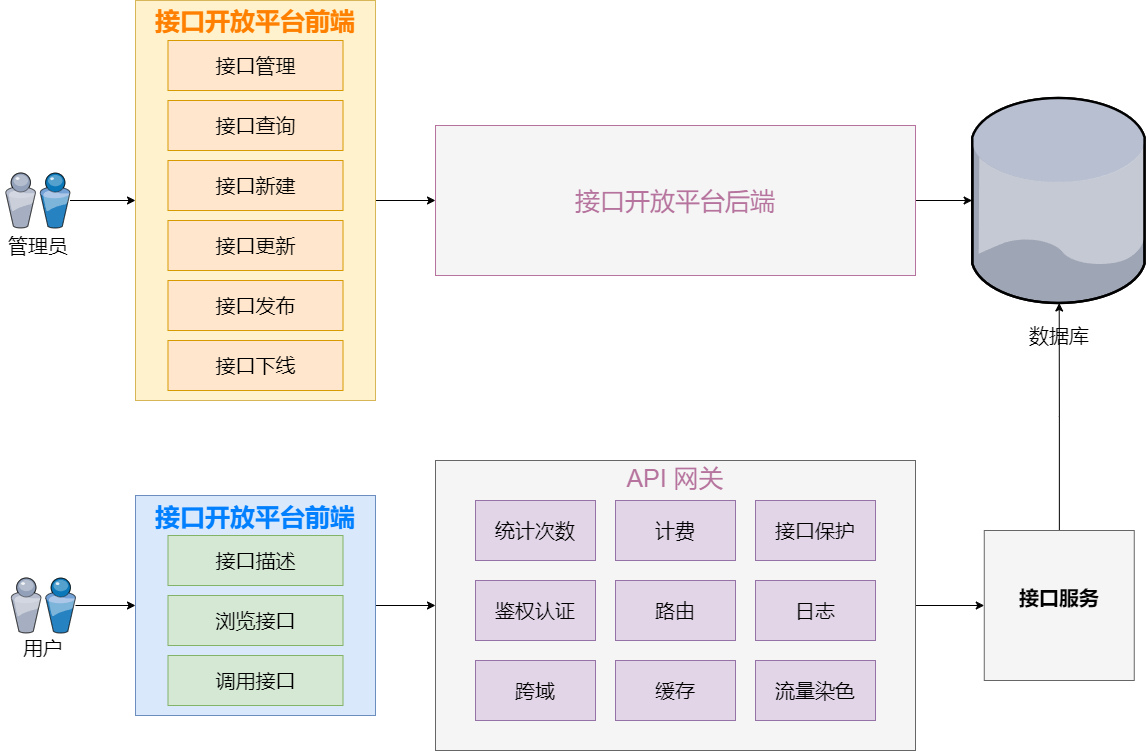 接口开放平台前端
接口管理
接口查询
接口新建
接口更新
接口发布
接口下线
管理员
接口开放平台后端
数据库
接口开放平台前端
接口描述
浏览接口
调用接口
用户
API 网关
统计次数
计费
接口保护
鉴权认证
路由
日志
跨域
缓存
流量染色
接口服务